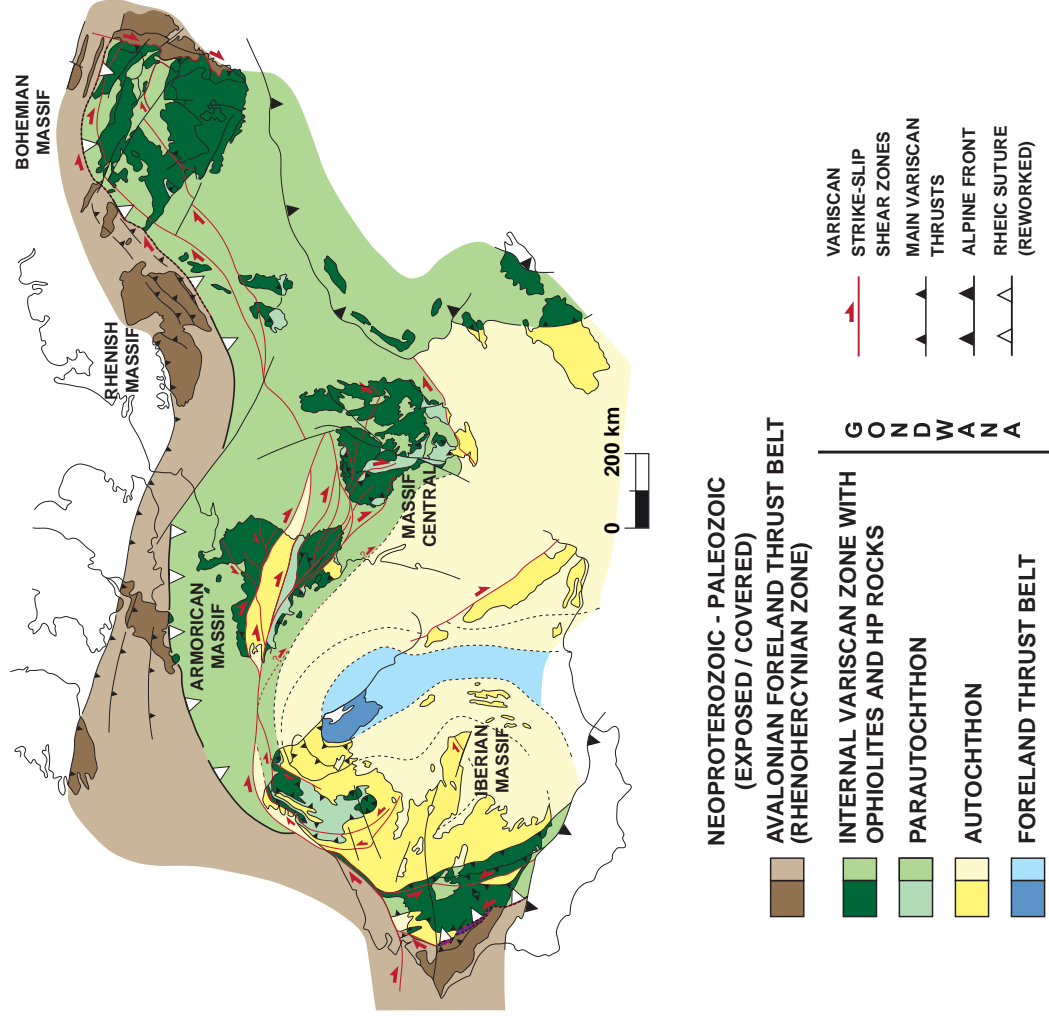 BOHEMIAN
MASSIF
RHENISH
MASSIF
ARMORICAN
MASSIF
MASSIF
CENTRAL
IBERIAN
MASSIF
0 200 km
?
?
NEOPROTEROZOIC - PALEOZOIC
(EXPOSED / COVERED)
AVALONIAN FORELAND THRUST BELT
(RHENOHERCYNIAN ZONE)
INTERNAL VARISCAN ZONE WITH
OPHIOLITES AND HP ROCKS
PARAUTOCHTHON
AUTOCHTHON
FORELAND THRUST BELT
G
O
N
D
W
A
N
A
VARISCAN
STRIKE-SLIP
SHEAR ZONES
MAIN VARISCAN
THRUSTS
ALPINE FRONT
RHEIC SUTURE
(REWORKED)